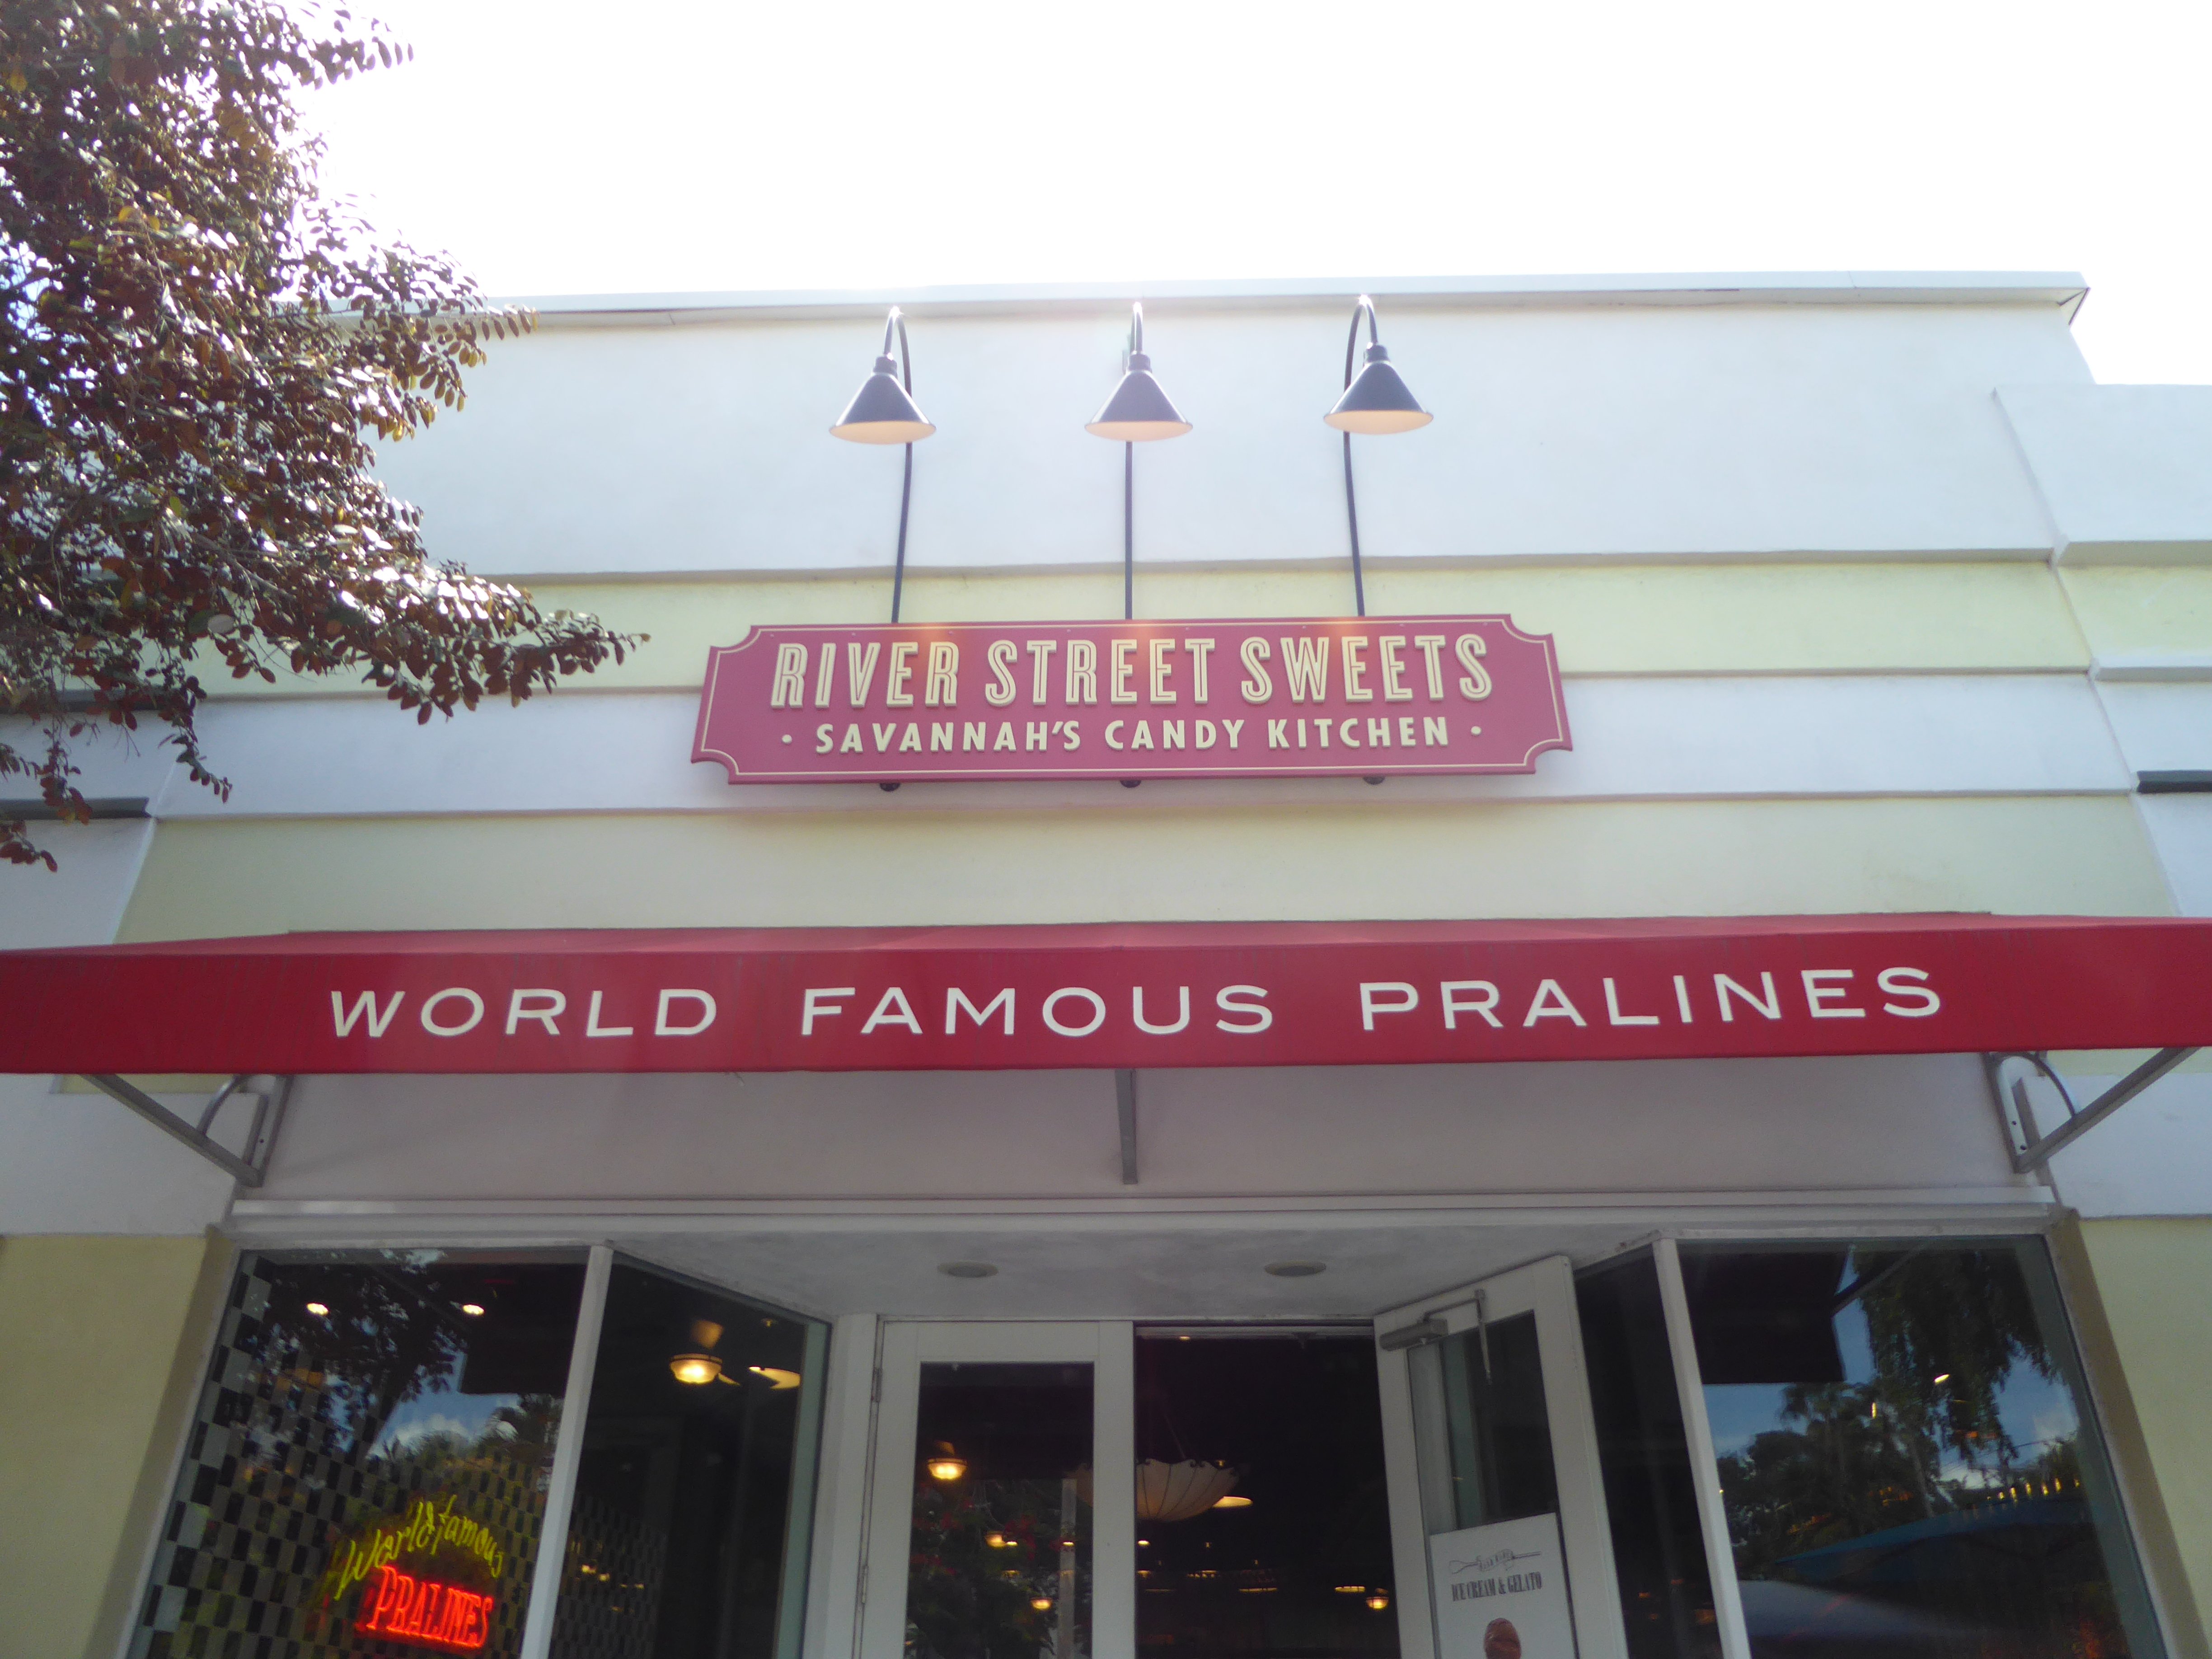 RIVER STREET SWEETS
· SAVANNAH'S CANDY KITCHEN ·
WORLD FAMOUS PRALINES
World famous
PRALINES
ICE CREAM & GELATO